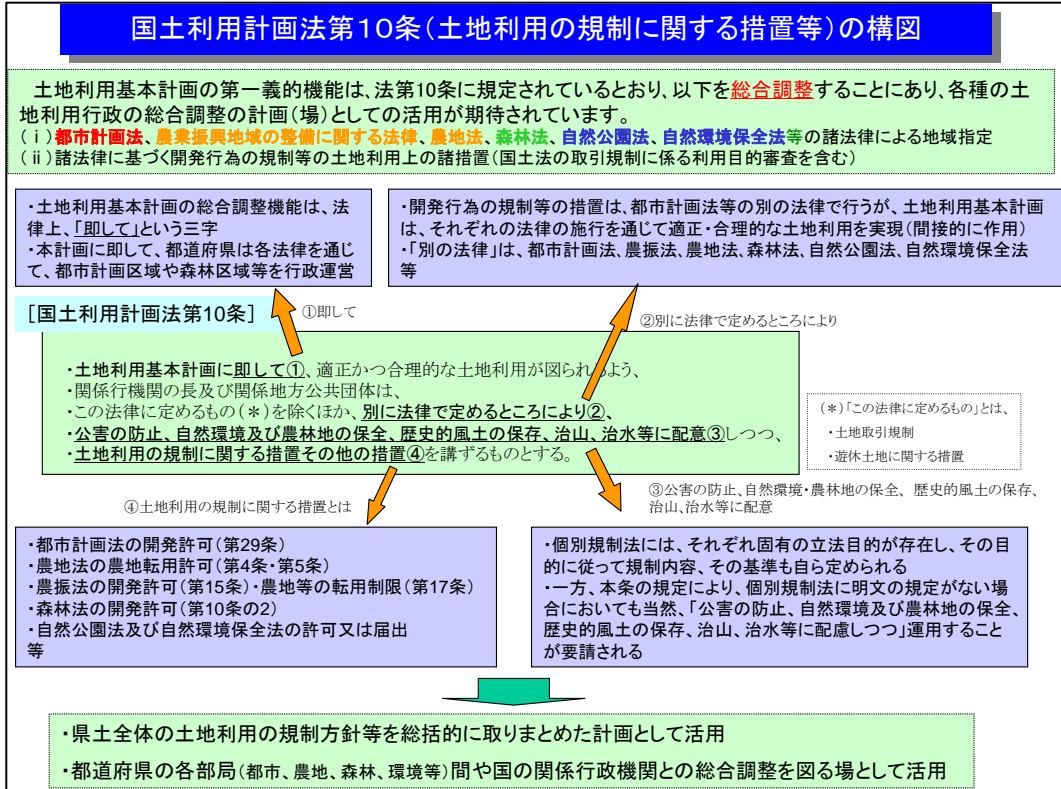 国土利用計画法第10条(土地利用の規制に関する措置等)の構図
土地利用基本計画の第一義的機能は、法第10条に規定されているとおり、以下を総合調整することにあり、各種の土
地利用行政の総合調整の計画(場)としての活用が期待されています。
(ⅰ)都市計画法、農業振興地域の整備に関する法律、農地法、森林法、自然公園法、自然環境保全法等の諸法律による地域指定
(ⅱ)諸法律に基づく開発行為の規制等の土地利用上の諸措置(国土法の取引規制に係る利用目的審査を含む)
・土地利用基本計画の総合調整機能は、法
律上、「即して」という三字
・本計画に即して、都道府県は各法律を通じ
て、都市計画区域や森林区域等を行政運営
・開発行為の規制等の措置は、都市計画法等の別の法律で行うが、土地利用基本計画
は、それぞれの法律の施行を通じて適正・合理的な土地利用を実現(間接的に作用)
・「別の法律」は、都市計画法、農振法、農地法、森林法、自然公園法、自然環境保全法
等
[国土利用計画法第10条]
①即して
②別に法律で定めるところにより
・土地利用基本計画に即して①、適正かつ合理的な土地利用が図られるよう、
・関係行機関の長及び関係地方公共団体は、
・この法律に定めるもの(*)を除くほか、別に法律で定めるところにより②、
・公害の防止、自然環境及び農林地の保全、歴史的風土の保存、治山、治水等に配意③しつつ、
・土地利用の規制に関する措置その他の措置④を講ずるものとする。
(*)「この法律に定めるもの」とは、
・土地取引規制
・遊休土地に関する措置
④土地利用の規制に関する措置とは
③公害の防止、自然環境・農林地の保全、歴史的風土の保存、
治山、治水等に配意
・都市計画法の開発許可(第29条)
・農地法の農地転用許可(第4条・第5条)
・農振法の開発許可(第15条)・農地等の転用制限(第17条)
・森林法の開発許可(第10条の2)
・自然公園法及び自然環境保全法の許可又は届出
等
・個別規制法には、それぞれ固有の立法目的が存在し、その目
的に従って規制内容、その基準も自ら定められる
・一方、本条の規定により、個別規制法に明文の規定がない場
合においても当然、「公害の防止、自然環境及び農林地の保全、
歴史的風土の保存、治山、治水等に配慮しつつ」運用すること
が要請される
・県土全体の土地利用の規制方針等を総括的に取りまとめた計画として活用
・都道府県の各部局(都市、農地、森林、環境等)間や国の関係行政機関との総合調整を図る場として活用